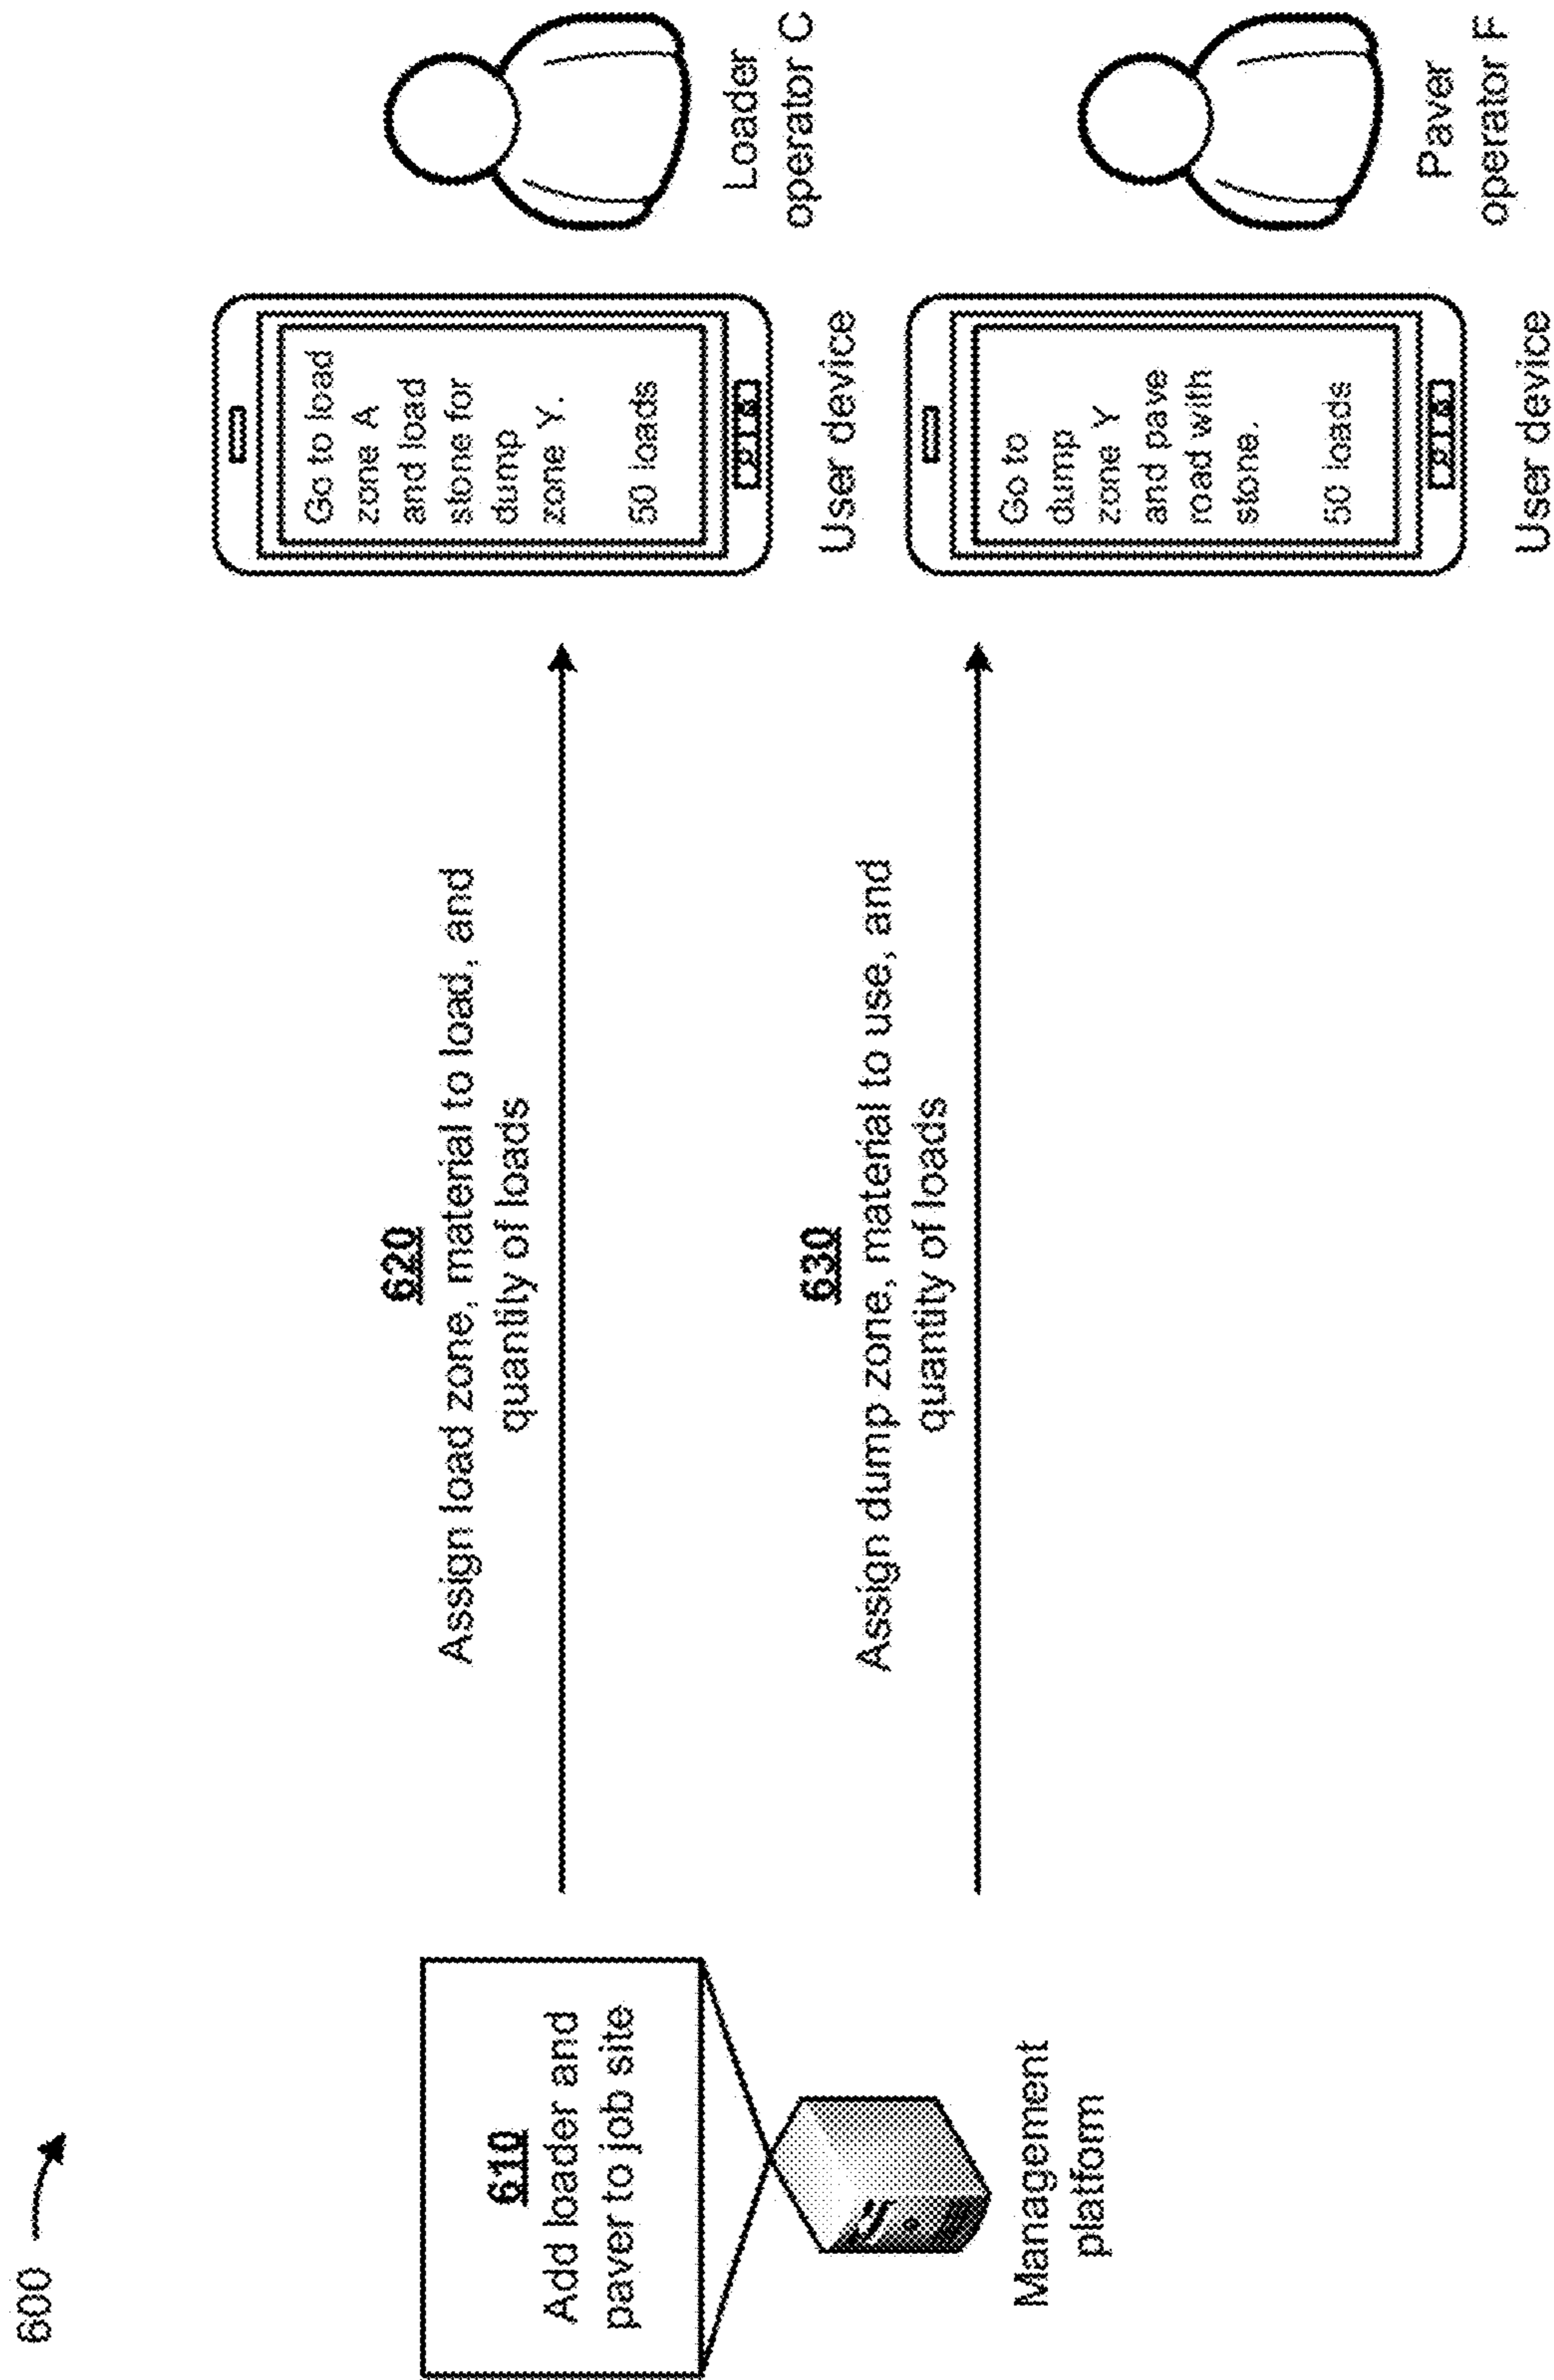 600
610
Add loader and
paver to job site
Management
platform
620
Assign load zone, material to load, and
quantity of loads
Go to load
zone A
and load
stone for
dump
zone Y.
50 loads
User device
Loader
operator C
630
Assign dump zone, material to use, and
quantity of loads
Go to
dump
zone Y
and pave
road with
stone.
50 loads
User device
Paver
operator F